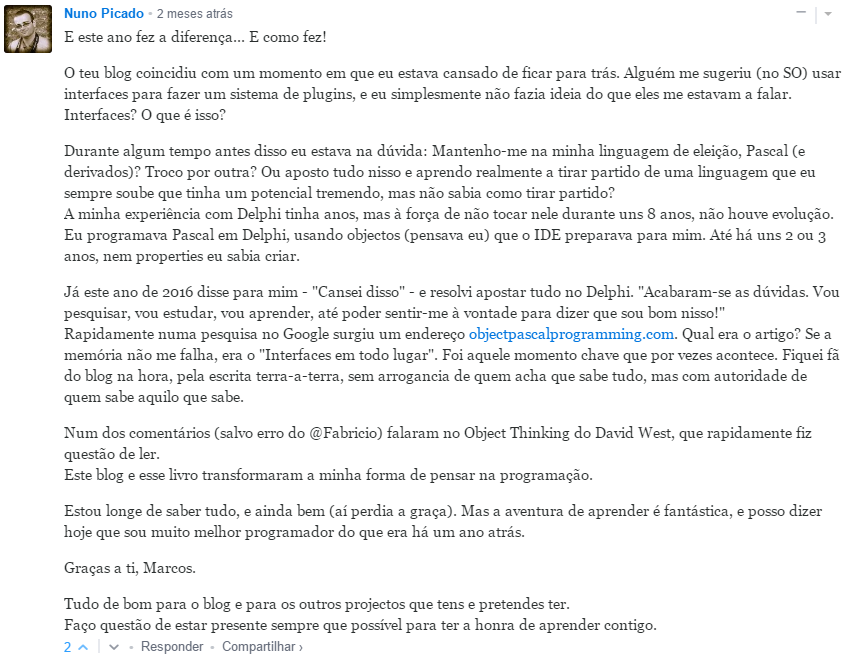 Nuno Picado • 2 meses atrás
E este ano fez a diferença... E como fez!
O teu blog coincidiu com um momento em que eu estava cansado de ficar para trás. Alguém me sugeriu (no SO) usar
interfaces para fazer um sistema de plugins, e eu simplesmente não fazia ideia do que eles me estavam a falar.
Interfaces? O que é isso?
Durante algum tempo antes disso eu estava na dúvida: Mantenho-me na minha linguagem de eleição, Pascal (e
derivados)? Troco por outra? Ou aposto tudo nisso e aprendo realmente a tirar partido de uma linguagem que eu
sempre soube que tinha um potencial tremendo, mas não sabia como tirar partido?
A minha experiência com Delphi tinha anos, mas à força de não tocar nele durante uns 8 anos, não houve evolução.
Eu programava Pascal em Delphi, usando objectos (pensava eu) que o IDE preparava para mim. Até há uns 2 ou 3
anos, nem properties eu sabia criar.
Já este ano de 2016 disse para mim - "Cansei disso" - e resolvi apostar tudo no Delphi. "Acabaram-se as dúvidas. Vou
pesquisar, vou estudar, vou aprender, até poder sentir-me à vontade para dizer que sou bom nisso!"
Rapidamente numa pesquisa no Google surgiu um endereço objectpascalprogramming.com. Qual era o artigo? Se a
memória não me falha, era o "Interfaces em todo lugar". Foi aquele momento chave que por vezes acontece. Fiquei fã
do blog na hora, pela escrita terra-a-terra, sem arrogancia de quem acha que sabe tudo, mas com autoridade de
quem sabe aquilo que sabe.
Num dos comentários (salvo erro do @Fabricio) falaram no Object Thinking do David West, que rapidamente fiz
questão de ler.
Este blog e esse livro transformaram a minha forma de pensar na programação.
Estou longe de saber tudo, e ainda bem (aí perdia a graça). Mas a aventura de aprender é fantástica, e posso dizer
hoje que sou muito melhor programador do que era há um ano atrás.
Graças a ti, Marcos.
Tudo de bom para o blog e para os outros projectos que tens e pretendes ter.
Faço questão de estar presente sempre que possível para ter a honra de aprender contigo.
2 • Responder • Compartilhar ›